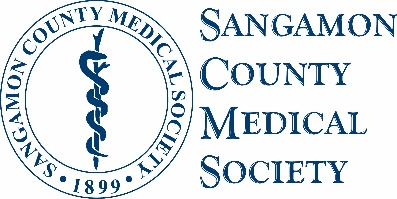 SANGAMON COUNTY MEDICAL SOCIETY
• 1899 •
SANGAMON
COUNTY
MEDICAL
SOCIETY